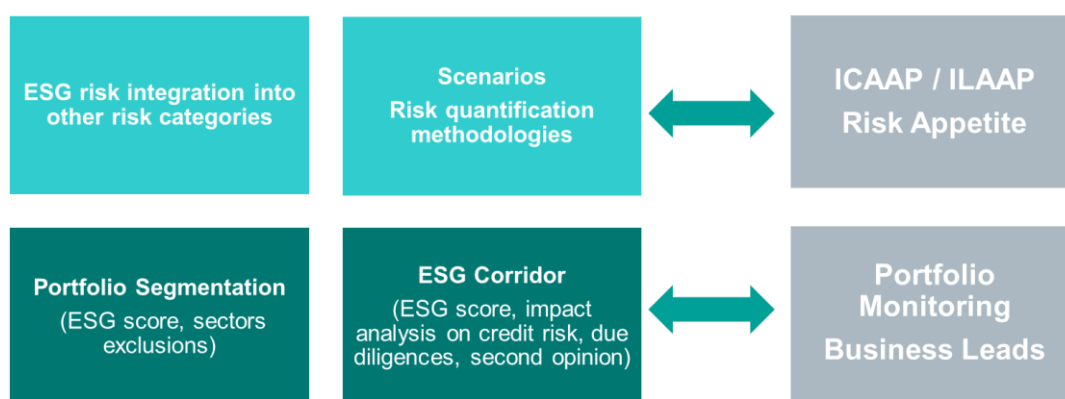 ESG risk integration into
other risk categories
Scenarios
Risk quantification
methodologies
ICAAP / ILAAP
Risk Appetite
Portfolio Segmentation
(ESG score, sectors
exclusions)
ESG Corridor
(ESG score, impact
analysis on credit risk, due
diligences, second opinion)
Portfolio
Monitoring
Business Leads